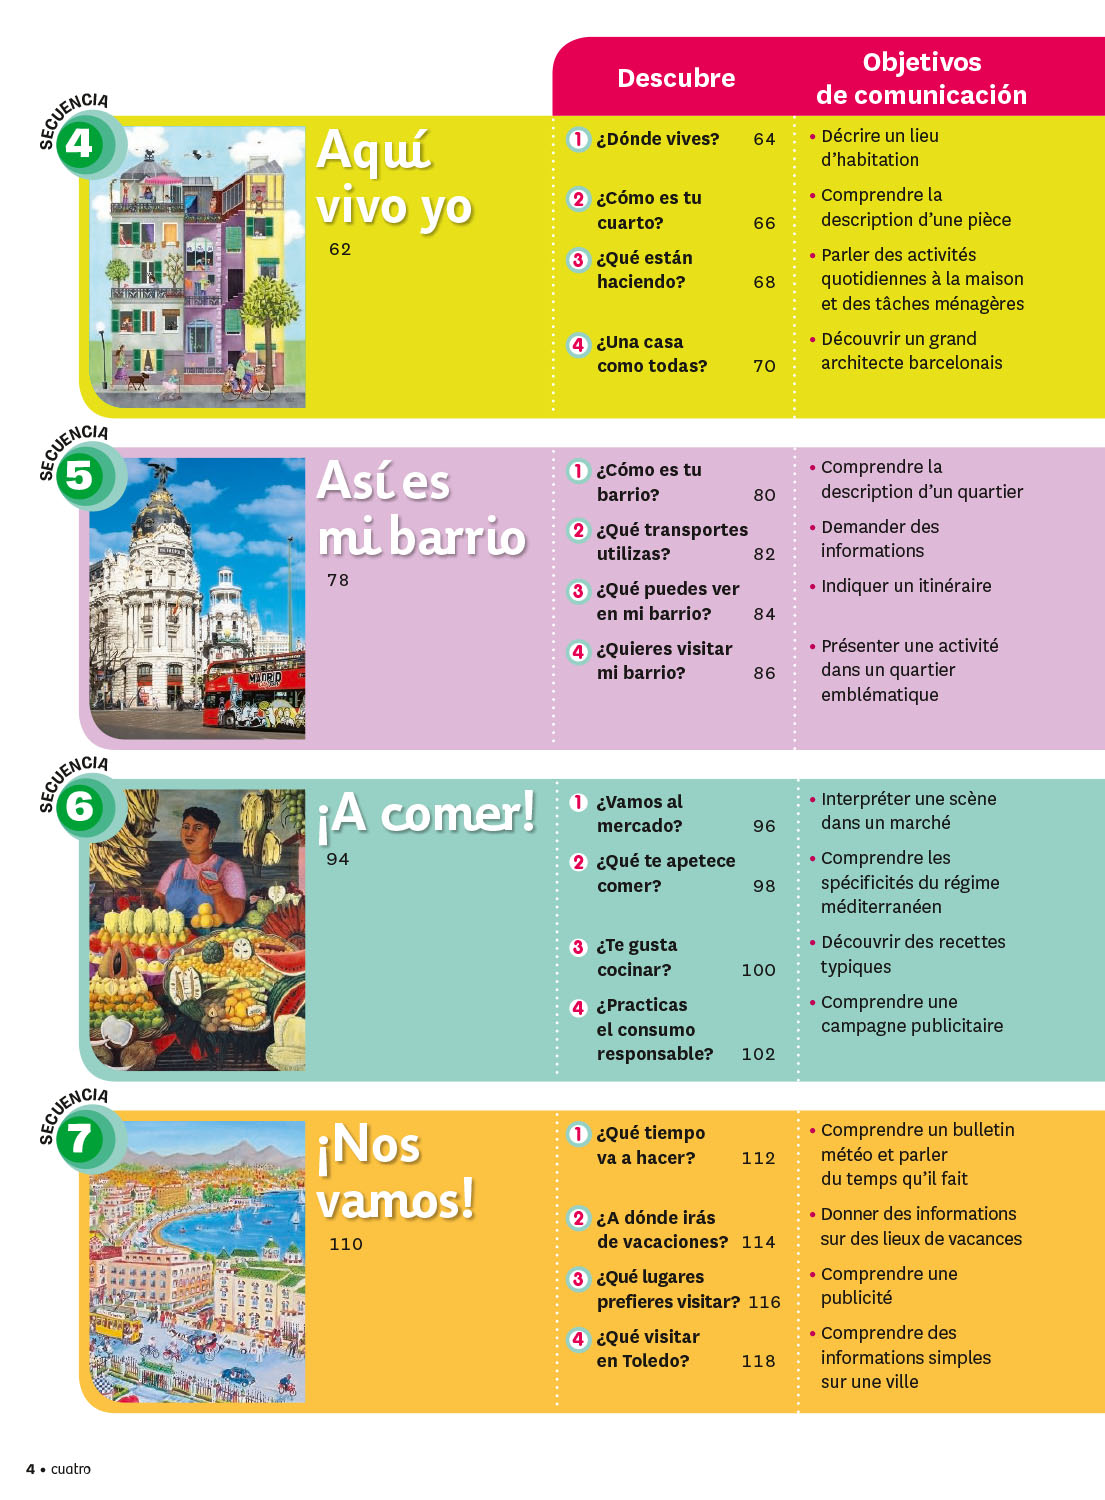 Descubre
Objetivos
de comunicación
SECUENCIA
4
Aquí
vivo yo
62
1 ¿Dónde vives? 64
• Décrire un lieu
d'habitation
2 ¿Cómo es tu
cuarto? 66
• Comprendre la
description d'une pièce
3 ¿Qué están
haciendo? 68
• Parler des activités
quotidiennes à la maison
et des tâches ménagères
4 ¿Una casa
como todas? 70
• Découvrir un grand
architecte barcelonais
SECUENCIA
5
Así es
mi barrio
78
MADRID
1 ¿Cómo es tu
barrio? 80
• Comprendre la
description d'un quartier
2 ¿Qué transportes
utilizas? 82
• Demander des
informations
3 ¿Qué puedes ver
en mi barrio? 84
• Indiquer un itinéraire
4 ¿Quieres visitar
mi barrio? 86
• Présenter une activité
dans un quartier
emblématique
SECUENCIA
6
¡A comer!
94
1 ¿Vamos al
mercado? 96
• Interpréter une scène
dans un marché
2 ¿Qué te apetece
comer? 98
• Comprendre les
spécificités du régime
méditerranéen
3 ¿Te gusta
cocinar? 100
• Découvrir des recettes
typiques
4 ¿Practicas
el consumo
responsable? 102
• Comprendre une
campagne publicitaire
SECUENCIA
7
¡Nos
vamos!
110
1 ¿Qué tiempo
va a hacer? 112
• Comprendre un bulletin
météo et parler
du temps qu'il fait
2 ¿A dónde irás
de vacaciones? 114
• Donner des informations
sur des lieux de vacances
3 ¿Qué lugares
prefieres visitar? 116
• Comprendre une
publicité
4 ¿Qué visitar
en Toledo? 118
• Comprendre des
informations simples
sur une ville
4 • cuatro